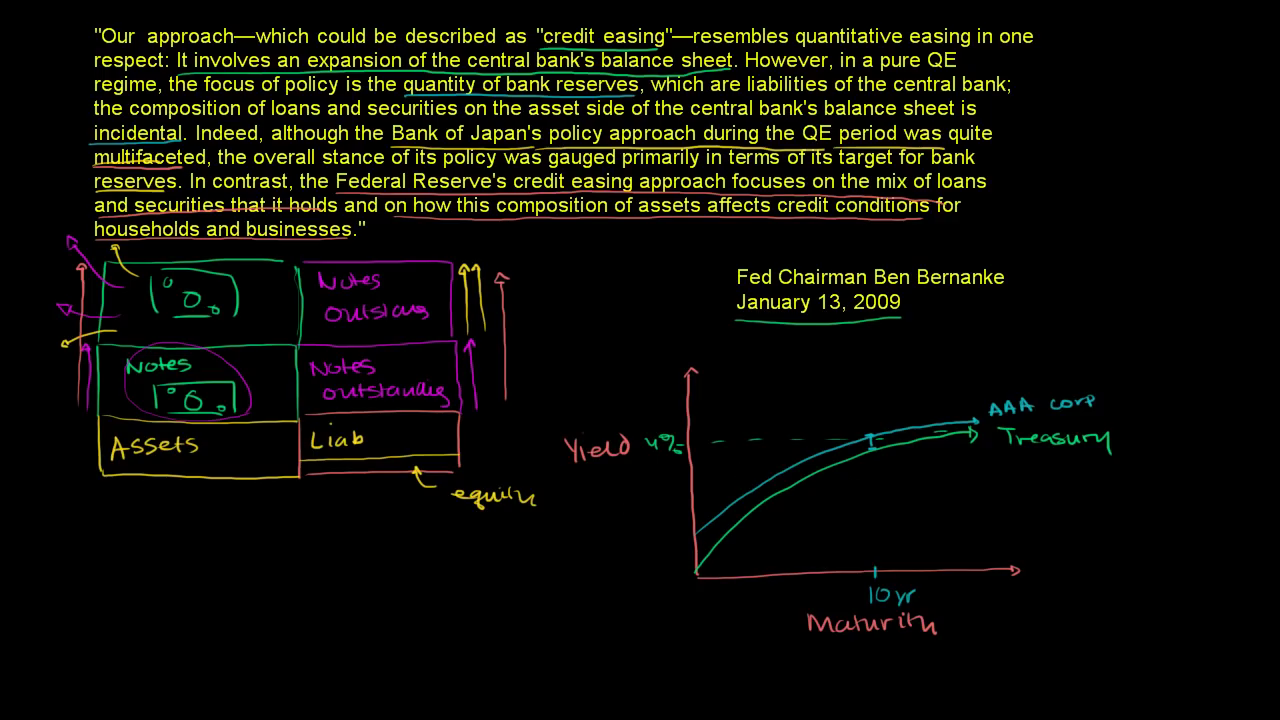 "Our approach—which could be described as "credit easing"—resembles quantitative easing in one
respect: It involves an expansion of the central bank's balance sheet. However, in a pure QE
regime, the focus of policy is the quantity of bank reserves, which are liabilities of the central bank;
the composition of loans and securities on the asset side of the central bank's balance sheet is
incidental. Indeed, although the Bank of Japan's policy approach during the QE period was quite
multifaceted, the overall stance of its policy was gauged primarily in terms of its target for bank
reserves. In contrast, the Federal Reserve's credit easing approach focuses on the mix of loans
and securities that it holds and on how this composition of assets affects credit conditions for
households and businesses."
Fed Chairman Ben Bernanke
January 13, 2009
Notes
Notes
outstanding
Assets
Liab
equity
AAA corp
Treasury
Yield 4%
10 yr
Maturity